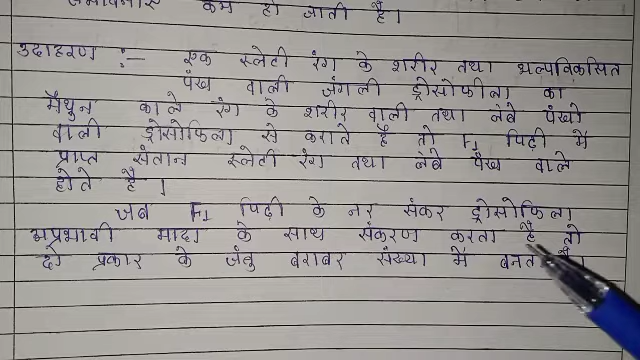 कम हो जाती है।
उदाहरण :— एक स्लेटी रंग के शरीर तथा अल्पविकसित
पंख वाली जंगली ड्रोसोफीला का
मैथुन काले रंग के शरीर वाली तथा लंबे पंखो
वाली ड्रोसोफिला से कराते है तो F₁ पिढी में
प्राप्त संतान स्लेटी रंग तथा लंबे पंख वाले
होते है।
जब F₁ पिढी के नर संकर ड्रोसोफिला
अप्रभावी मादा के साथ संकरण करता है तो
दो प्रकार के जंतु बराबर संख्या में बनते है।